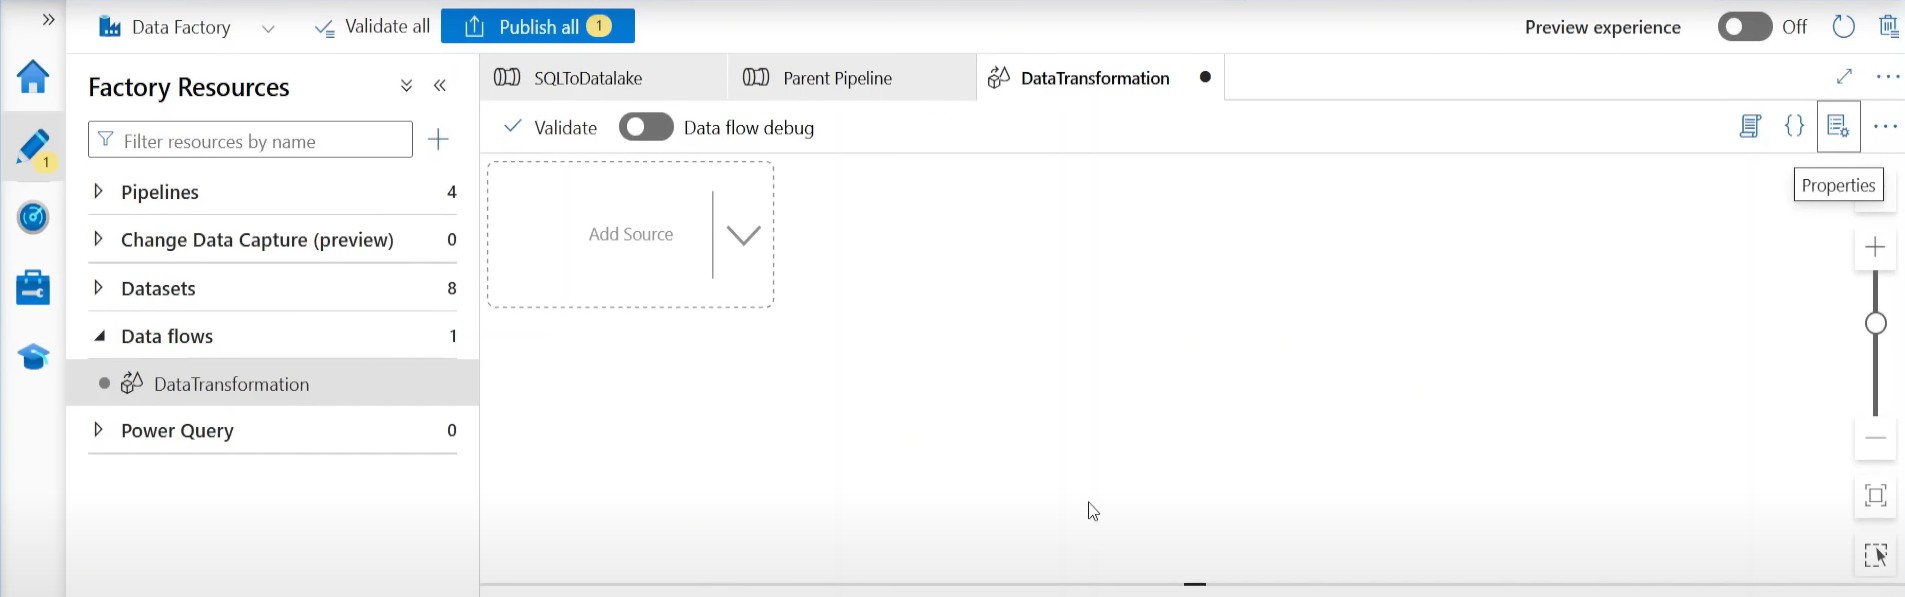 Data Factory
Validate all
Publish all 1
Preview experience
Off
Factory Resources
SQLToDatalake
Parent Pipeline
DataTransformation
Filter resources by name
Validate
Data flow debug
{}
1
Pipelines 4
Properties
Change Data Capture (preview) 0
Add Source
Datasets 8
Data flows 1
DataTransformation
Power Query 0